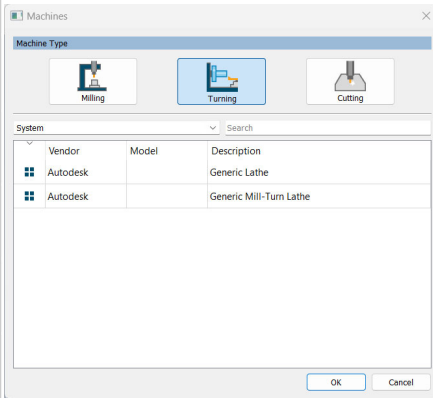 Machines
Machine Type
Milling Turning Cutting
System Search
Vendor Model Description
Autodesk Generic Lathe
Autodesk Generic Mill-Turn Lathe
OK Cancel